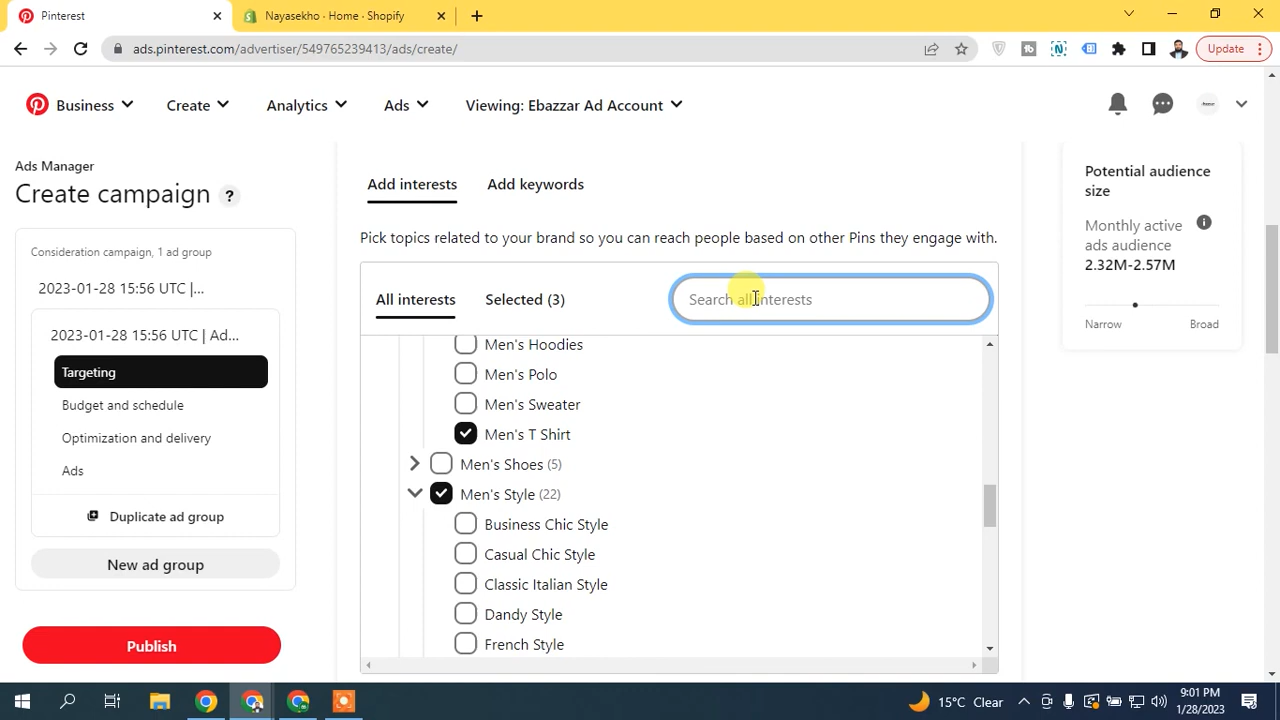 Pinterest
Nayasekho - Home · Shopify
ads.pinterest.com/advertiser/549765239413/ads/create/
Update
Business
Create
Analytics
Ads
Viewing: Ebazzar Ad Account
Ads Manager
Create campaign
?
Consideration campaign, 1 ad group
2023-01-28 15:56 UTC |...
2023-01-28 15:56 UTC | Ad...
Targeting
Budget and schedule
Optimization and delivery
Ads
Duplicate ad group
New ad group
Publish
Add interests
Add keywords
Pick topics related to your brand so you can reach people based on other Pins they engage with.
All interests
Selected (3)
Search all interests
Men's Hoodies
Men's Polo
Men's Sweater
Men's T Shirt
Men's Shoes (5)
Men's Style (22)
Business Chic Style
Casual Chic Style
Classic Italian Style
Dandy Style
French Style
Potential audience
size
Monthly active
ads audience
2.32M-2.57M
Narrow
Broad
15°C Clear
9:01 PM
1/28/2023